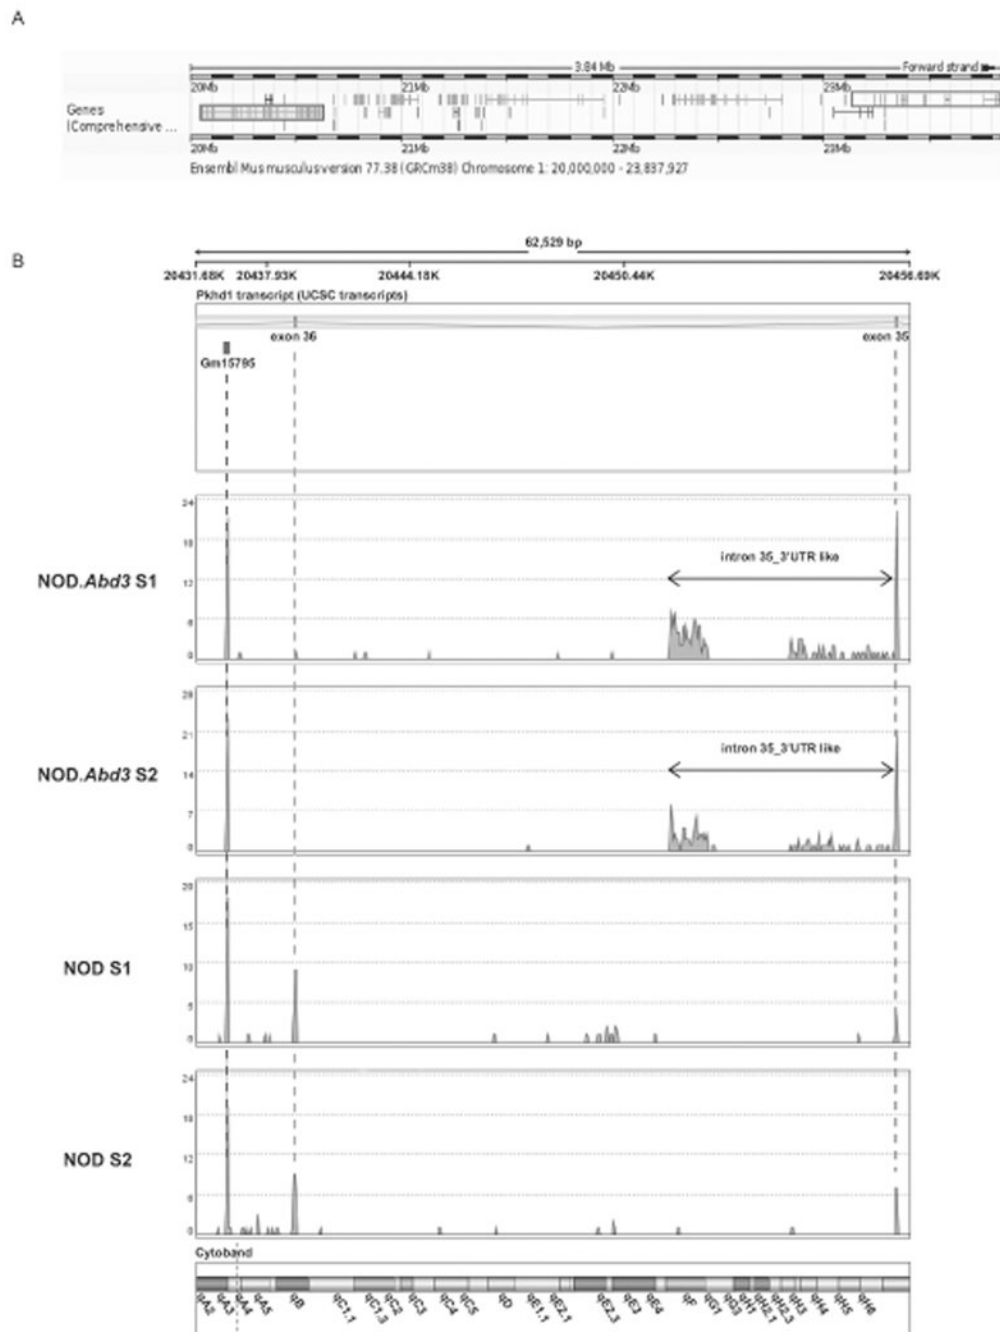 A
3.84 Mb Forward strand
20Mb 21Mb 22Mb 23Mb
Genes
(Comprehensive ...
20Mb 21Mb 22Mb 23Mb
Ensembl Mus musculus version 77.38 (GRCm38) Chromosome 1: 20,000,000 - 23,837,927
B
62,529 bp
20431.68K 20437.93K 20444.18K 20450.44K 20456.69K
Pkhd1 transcript (UCSC transcripts)
exon 36 exon 35
Gm15795
24
18
intron 35_3'UTR like
NOD.Abd3 S1
12
6
0
28
21
intron 35_3'UTR like
NOD.Abd3 S2
14
7
0
20
15
NOD S1
10
5
0
24
18
NOD S2
12
6
0
Cytoband
qA2 qA3 qA4 qA5 qB qC1.1 qC1.3 qC2 qC3 qC4 qC5 qD qE1.1 qE2.1 qE2.3 qE3 qE4 qF qG1 qG3 qH1 qH2.1 qH2.3 qH3 qH4 qH5 qH6